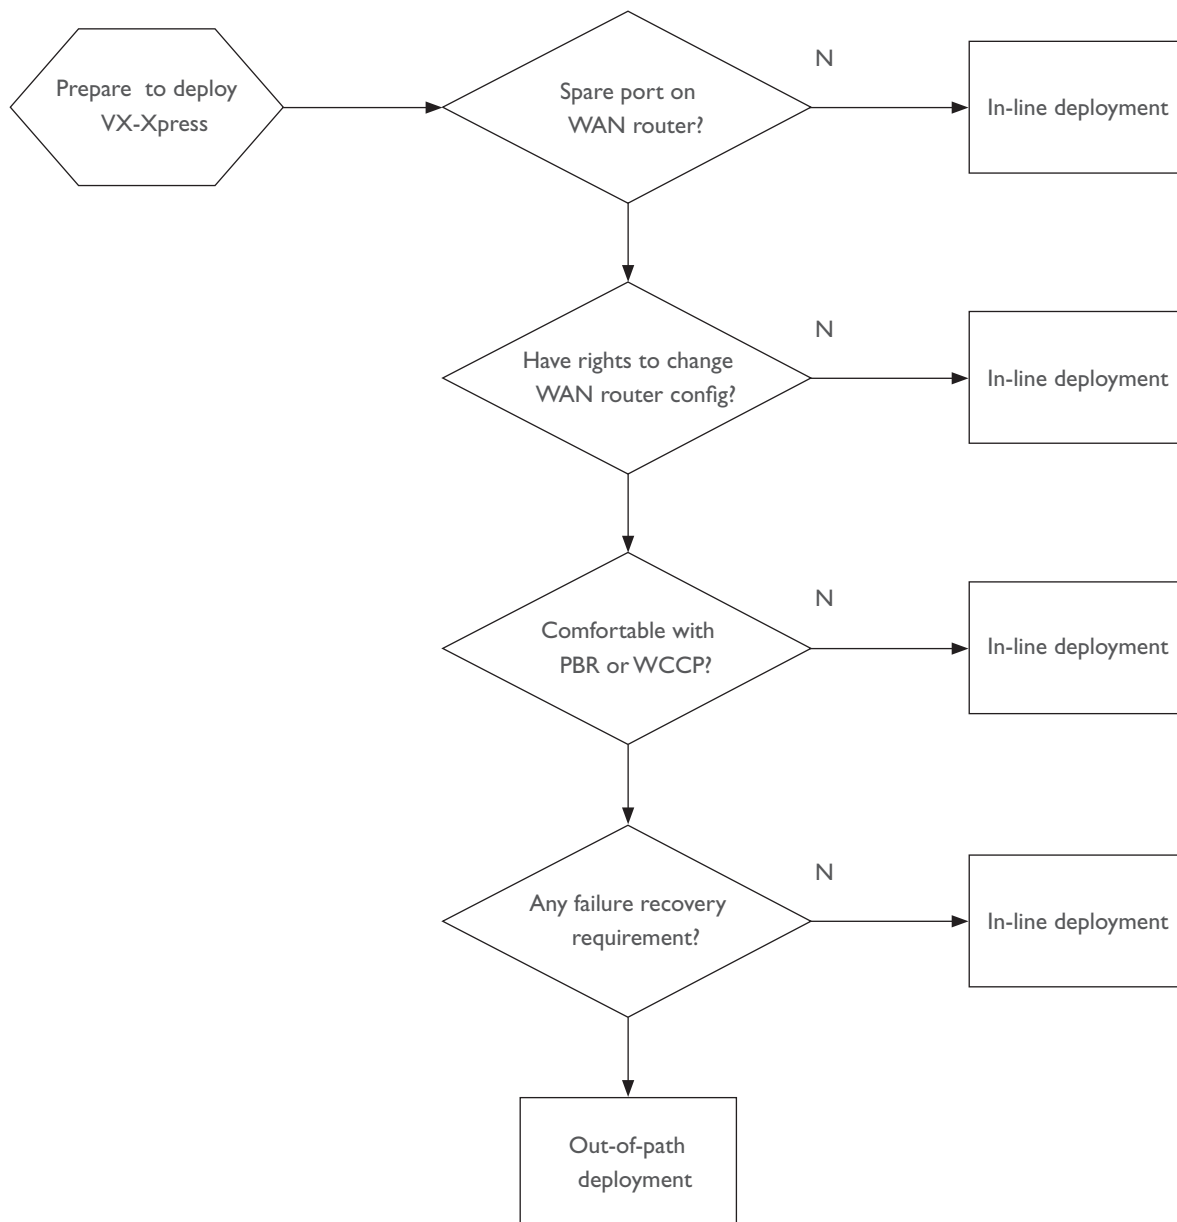 Prepare to deploy
VX-Xpress
Spare port on
WAN router?
N
In-line deployment
Have rights to change
WAN router config?
N
In-line deployment
Comfortable with
PBR or WCCP?
N
In-line deployment
Any failure recovery
requirement?
N
In-line deployment
Out-of-path
deployment